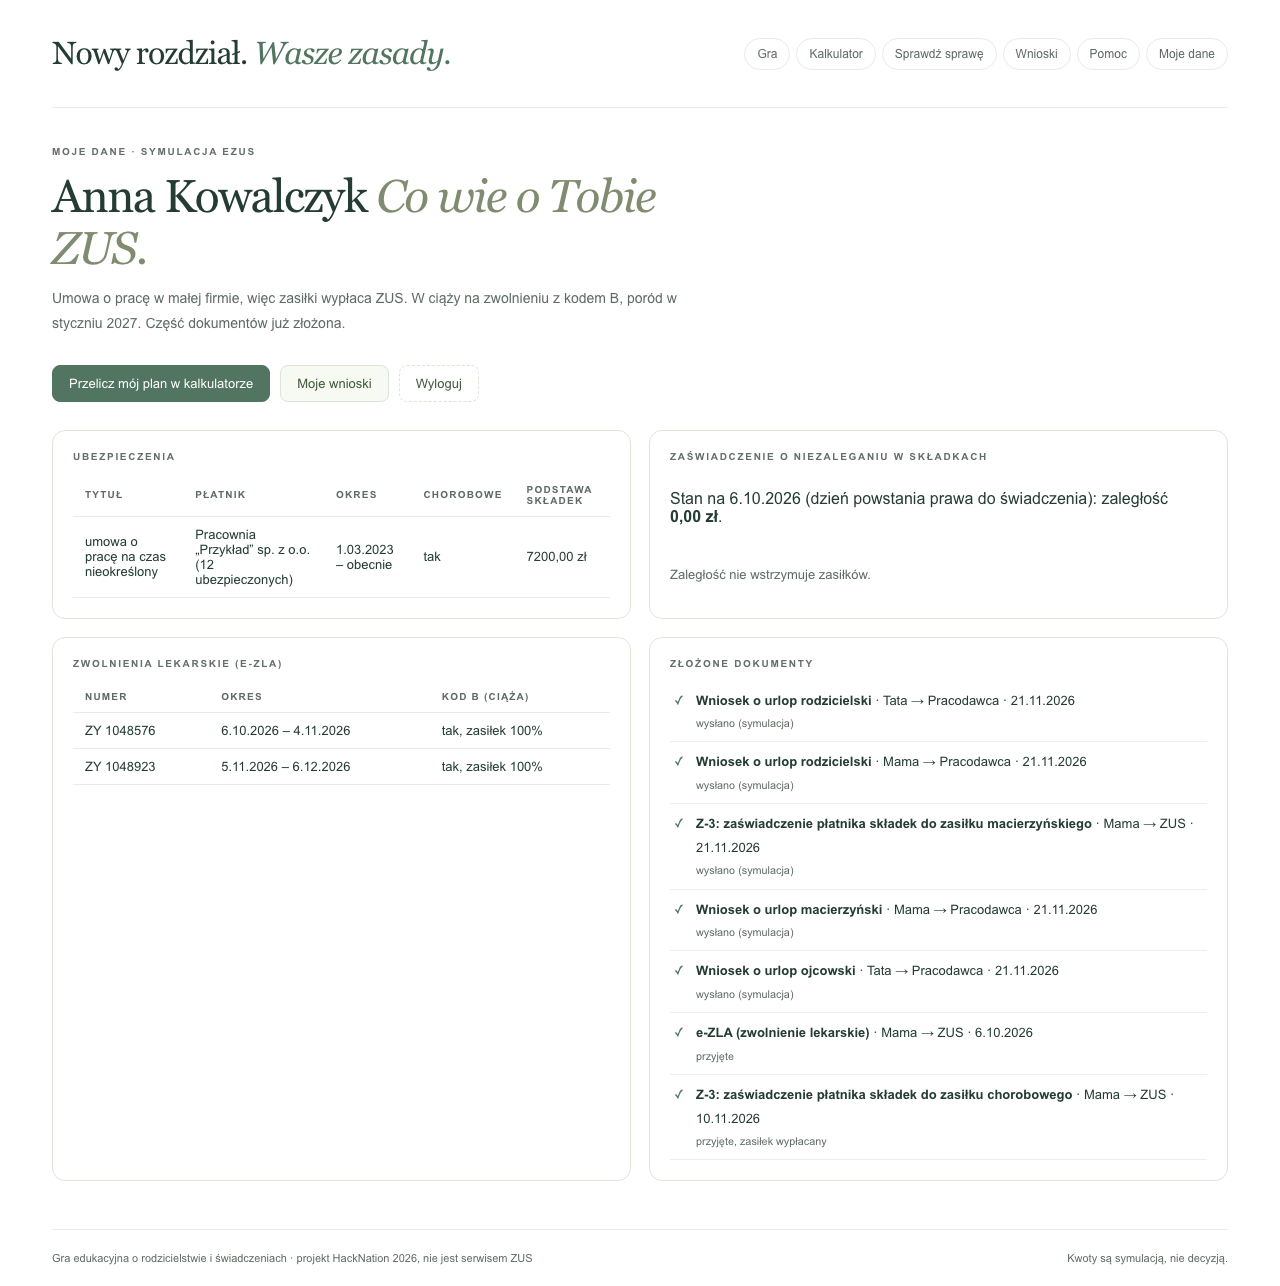 Nowy rozdział. Wasze zasady.
Gra
Kalkulator
Sprawdź sprawę
Wnioski
Pomoc
Moje dane
MOJE DANE · SYMULACJA EZUS
Anna Kowalczyk Co wie o Tobie
ZUS.
Umowa o pracę w małej firmie, więc zasiłki wypłaca ZUS. W ciąży na zwolnieniu z kodem B, poród w
styczniu 2027. Część dokumentów już złożona.
Przelicz mój plan w kalkulatorze
Moje wnioski
Wyloguj
UBEZPIECZENIA
TYTUŁ PŁATNIK OKRES CHOROBOWE PODSTAWA
SKŁADEK
umowa o
pracę na czas
nieokreślony
Pracownia
„Przykład” sp. z o.o.
(12
ubezpieczonych)
1.03.2023
– obecnie
tak
7200,00 zł
ZAŚWIADCZENIE O NIEZALEGANIU W SKŁADKACH
Stan na 6.10.2026 (dzień powstania prawa do świadczenia): zaległość
0,00 zł.
Zaległość nie wstrzymuje zasiłków.
ZWOLNIENIA LEKARSKIE (E-ZLA)
NUMER OKRES KOD B (CIĄŻA)
ZY 1048576 6.10.2026 – 4.11.2026 tak, zasiłek 100%
ZY 1048923 5.11.2026 – 6.12.2026 tak, zasiłek 100%
ZŁOŻONE DOKUMENTY
✓ Wniosek o urlop rodzicielski · Tata → Pracodawca · 21.11.2026
wysłano (symulacja)
✓ Wniosek o urlop rodzicielski · Mama → Pracodawca · 21.11.2026
wysłano (symulacja)
✓ Z-3: zaświadczenie płatnika składek do zasiłku macierzyńskiego · Mama → ZUS ·
21.11.2026
wysłano (symulacja)
✓ Wniosek o urlop macierzyński · Mama → Pracodawca · 21.11.2026
wysłano (symulacja)
✓ Wniosek o urlop ojcowski · Tata → Pracodawca · 21.11.2026
wysłano (symulacja)
✓ e-ZLA (zwolnienie lekarskie) · Mama → ZUS · 6.10.2026
przyjęte
✓ Z-3: zaświadczenie płatnika składek do zasiłku chorobowego · Mama → ZUS ·
10.11.2026
przyjęte, zasiłek wypłacany
Gra edukacyjna o rodzicielstwie i świadczeniach · projekt HackNation 2026, nie jest serwisem ZUS
Kwoty są symulacją, nie decyzją.